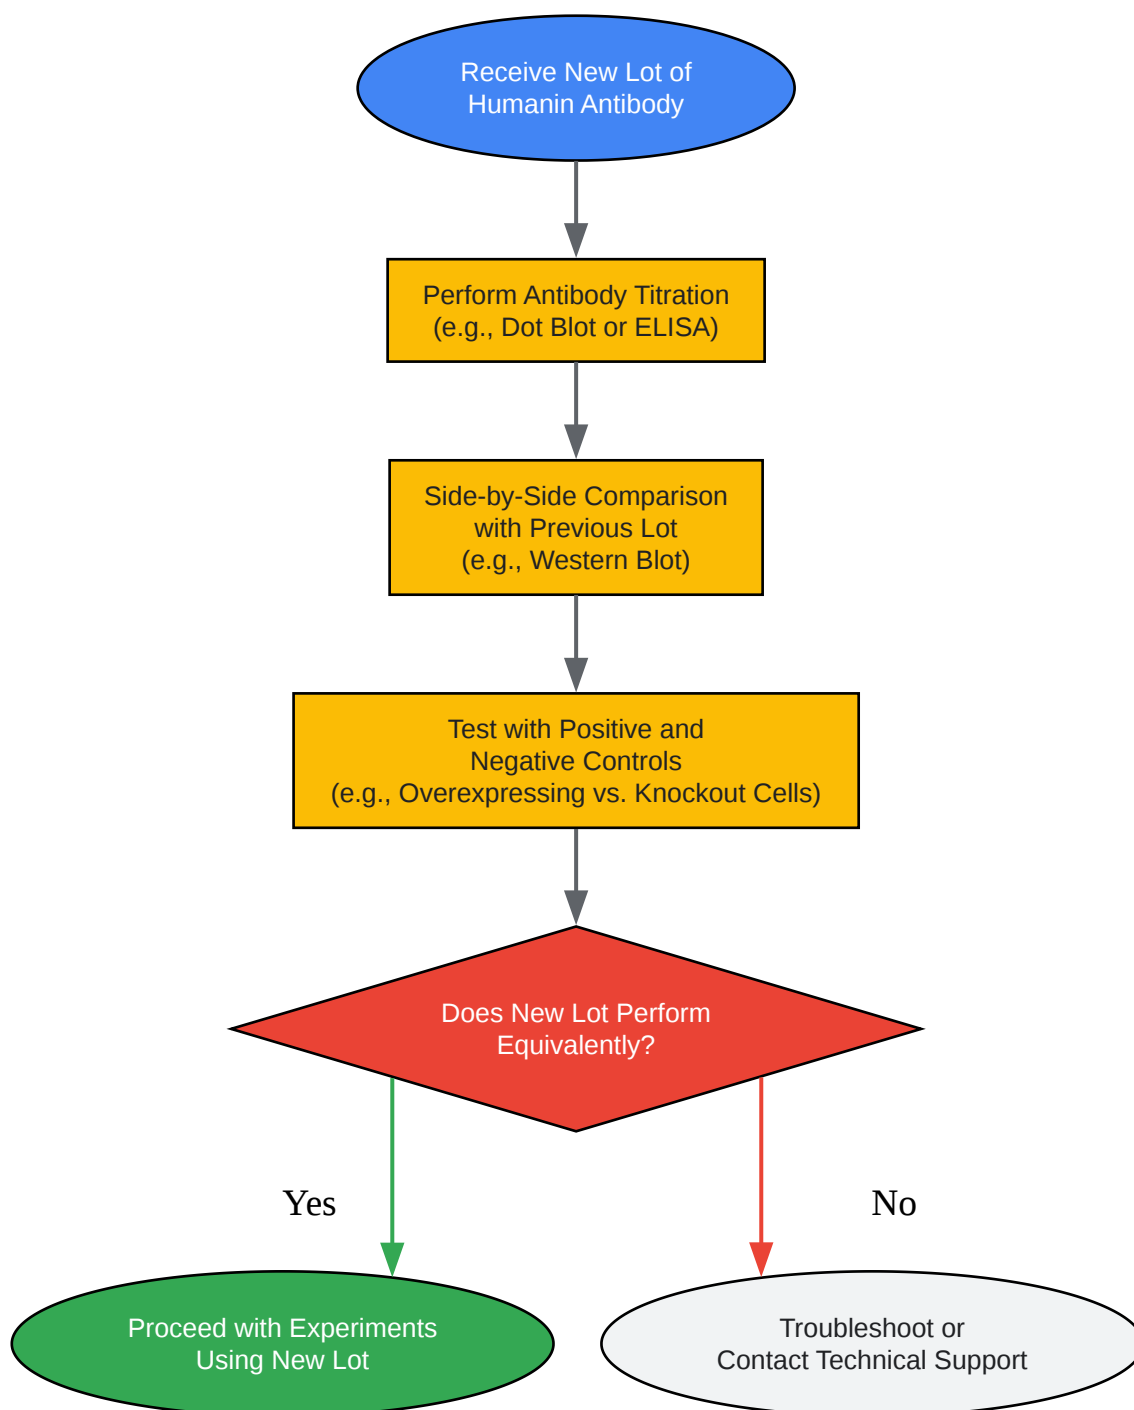 Receive New Lot of
Humanin Antibody
Perform Antibody Titration
(e.g., Dot Blot or ELISA)
Side-by-Side Comparison
with Previous Lot
(e.g., Western Blot)
Test with Positive and
Negative Controls
(e.g., Overexpressing vs. Knockout Cells)
Does New Lot Perform
Equivalently?
Yes
No
Proceed with Experiments
Using New Lot
Troubleshoot or
Contact Technical Support